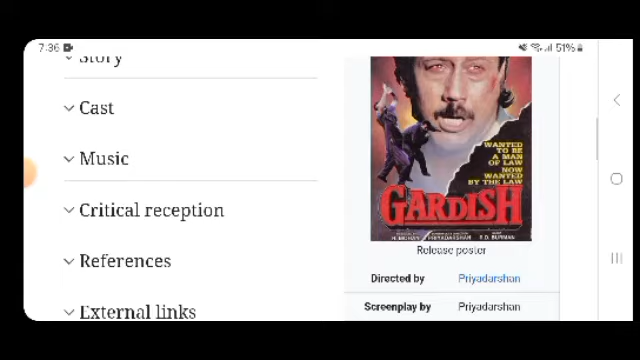 7:36
51%
Story
Cast
Music
Critical reception
References
External links
WANTED
TO BE
A MAN
OF LAW
NOW
WANTED
BY THE LAW
GARDISH
PRIYADARSHAN
R.D. BURMAN
Release poster
Directed by Priyadarshan
Screenplay by Priyadarshan